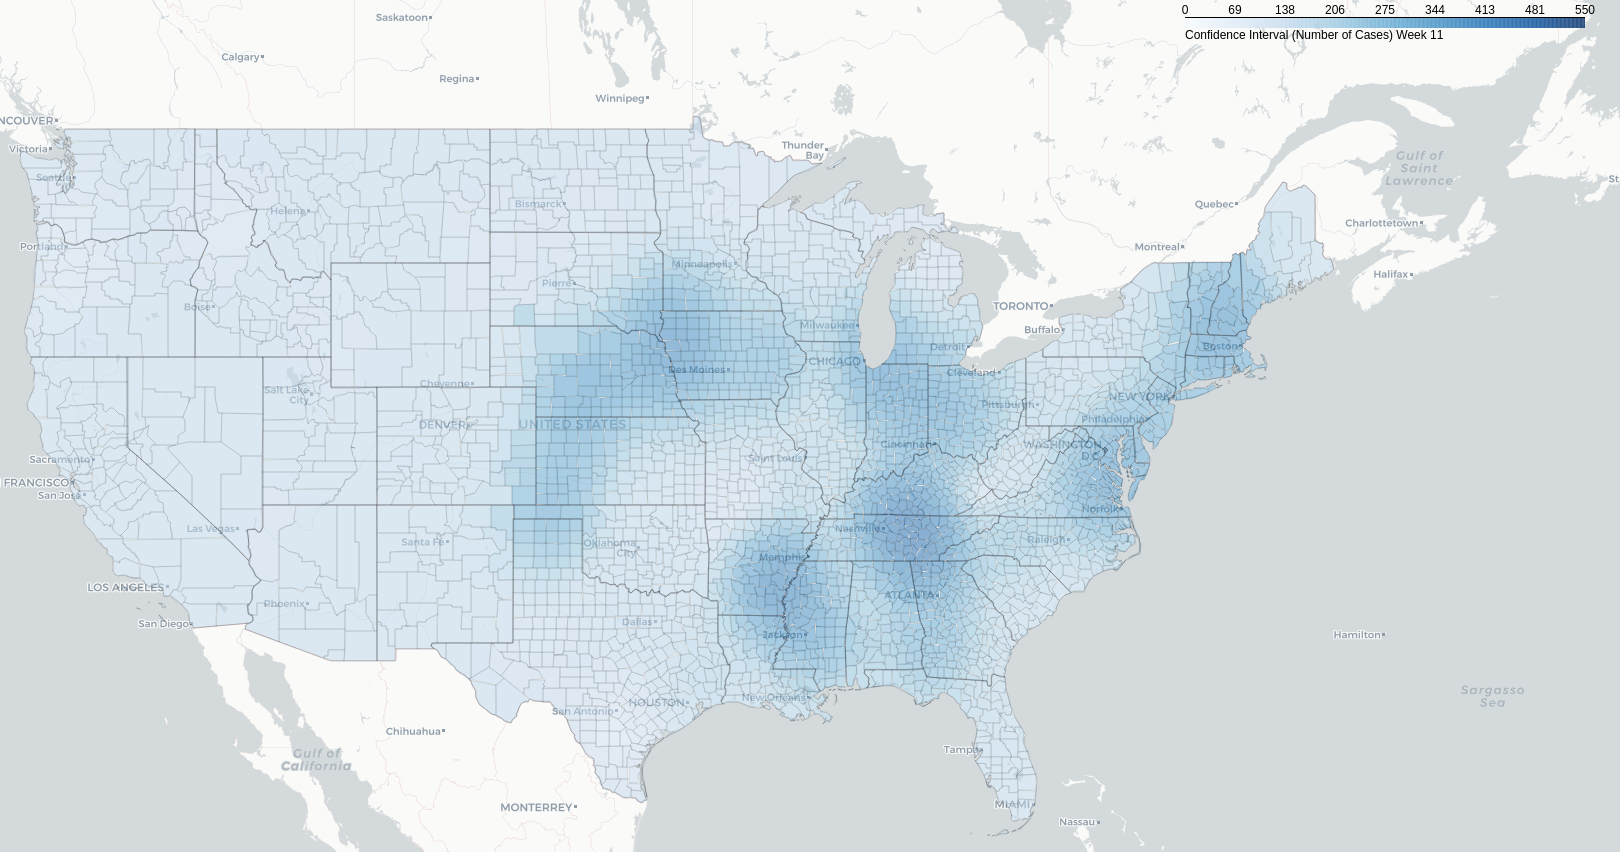 0 69 138 206 275 344 413 481 550
Confidence Interval (Number of Cases) Week 11
Saskatoon
Calgary
Regina
Winnipeg
NCOUVER
Victoria
Thunder
Bay
Gulf of
Saint
Lawrence
St
Seattle
Quebec
Bismarck
Helena
Charlottetown
Portland
Montreal
Minneapolis
Halifax
Pierre
Boise
TORONTO
Milwaukee
Buffalo
Detroit
Boston
CHICAGO
Des Moines
Cleveland
Cheyenne
Salt Lake
City
NEW YORK
Pittsburgh
Philadelphia
DENVER
UNITED STATES
Cincinnati
WASHINGTON
D C
Saint Louis
Sacramento
FRANCISCO
San Jose
Norfolk
Las Vegas
Nashville
Santa Fe
Oklahoma
City
Raleigh
Memphis
LOS ANGELES
ATLANTA
Phoenix
San Diego
Dallas
Jackson
Hamilton
Sargasso
Sea
New Orleans
HOUSTON
San Antonio
Chihuahua
Gulf of
California
Tampa
MONTERREY
MIAMI
Nassau